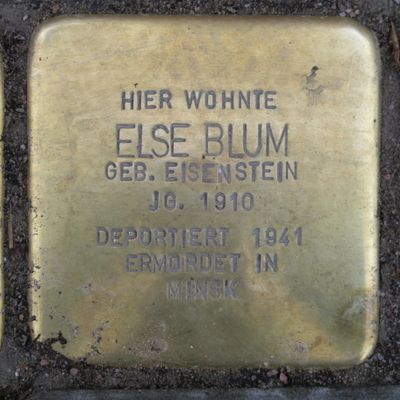 HIER WOHNTE
ELSE BLUM
GEB. EISENSTEIN
JG. 1910
DEPORTIERT 1941
ERMORDET IN
MINSK